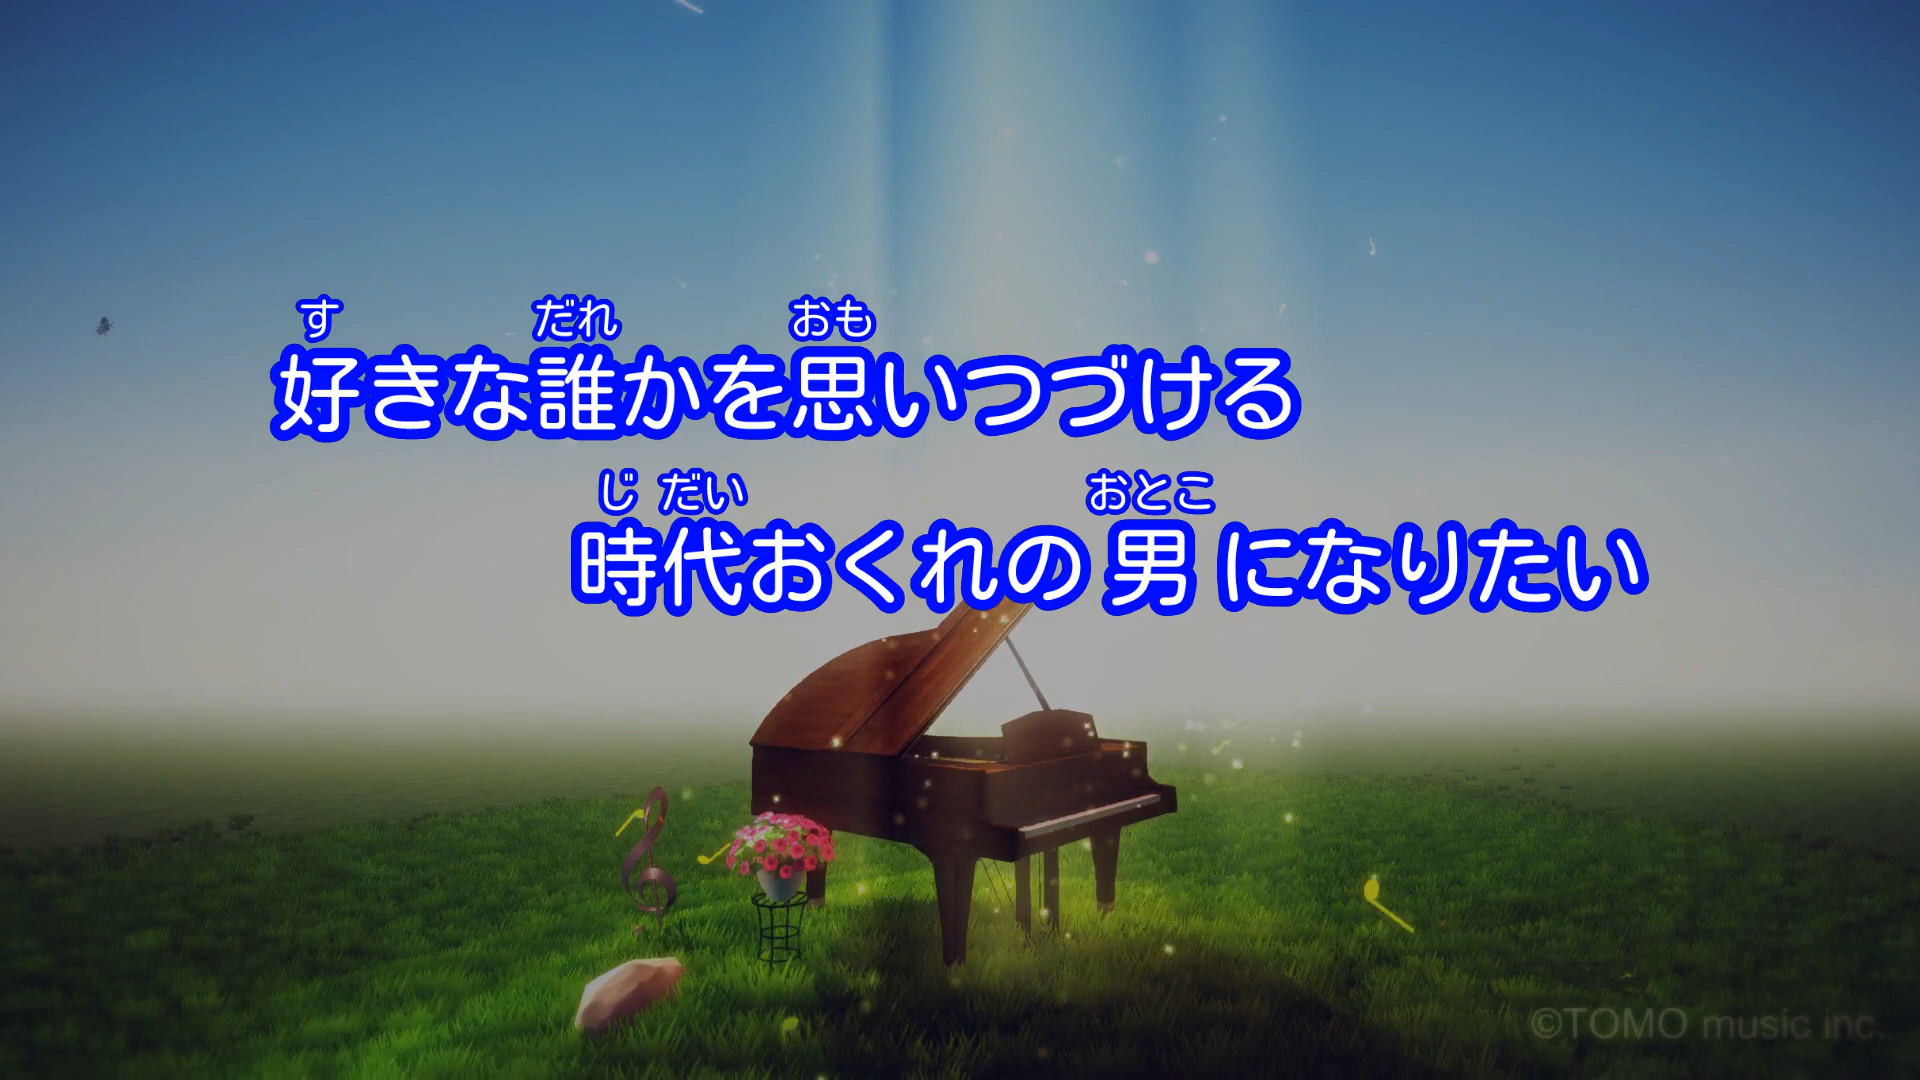 す だれ おも
好きな誰かを思いつづける
じ だい おとこ
時代おくれの男になりたい
©TOMO music inc.